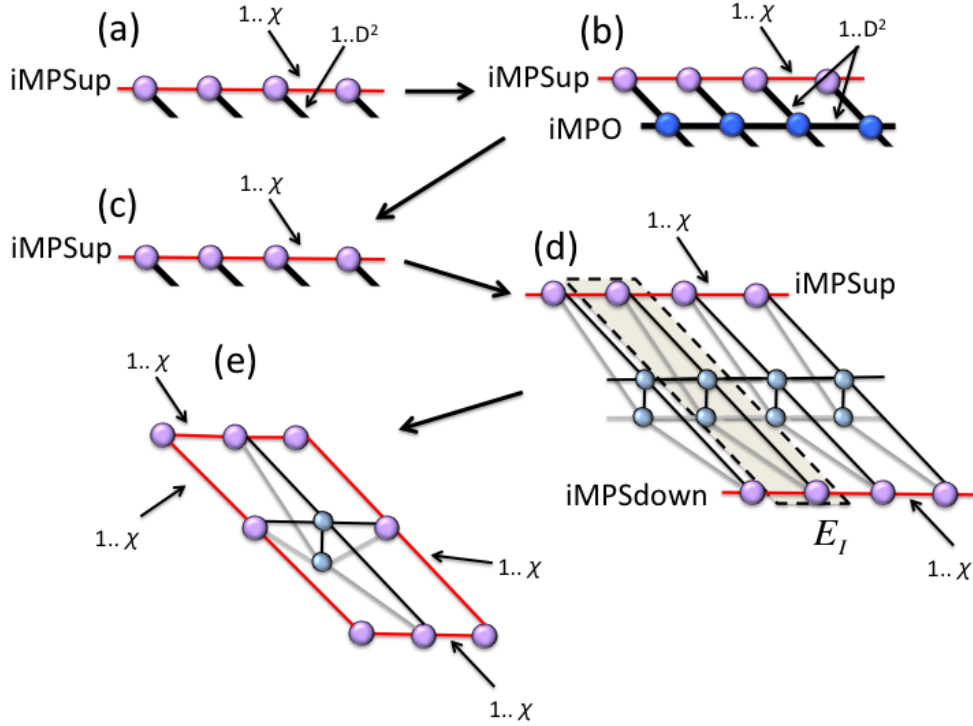 (a)
1.. χ
1..D²
iMPSup
(b)
1.. χ
1..D²
iMPSup
iMPO
(c)
1.. χ
iMPSup
(d)
1.. χ
iMPSup
iMPSdown
E_I
1.. χ
(e)
1.. χ
1.. χ
1.. χ
1.. χ